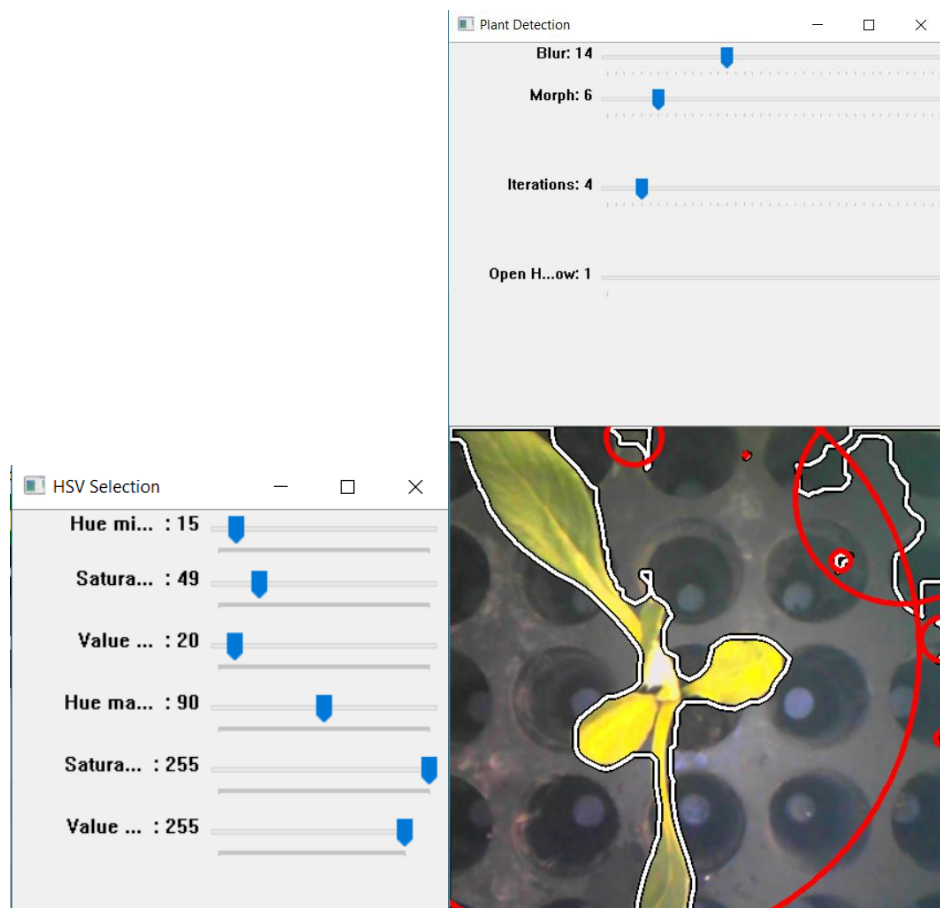 Plant Detection
Blur: 14
Morph: 6
Iterations: 4
Open H...ow: 1
HSV Selection
Hue mi... : 15
Satura... : 49
Value ... : 20
Hue ma... : 90
Satura... : 255
Value ... : 255